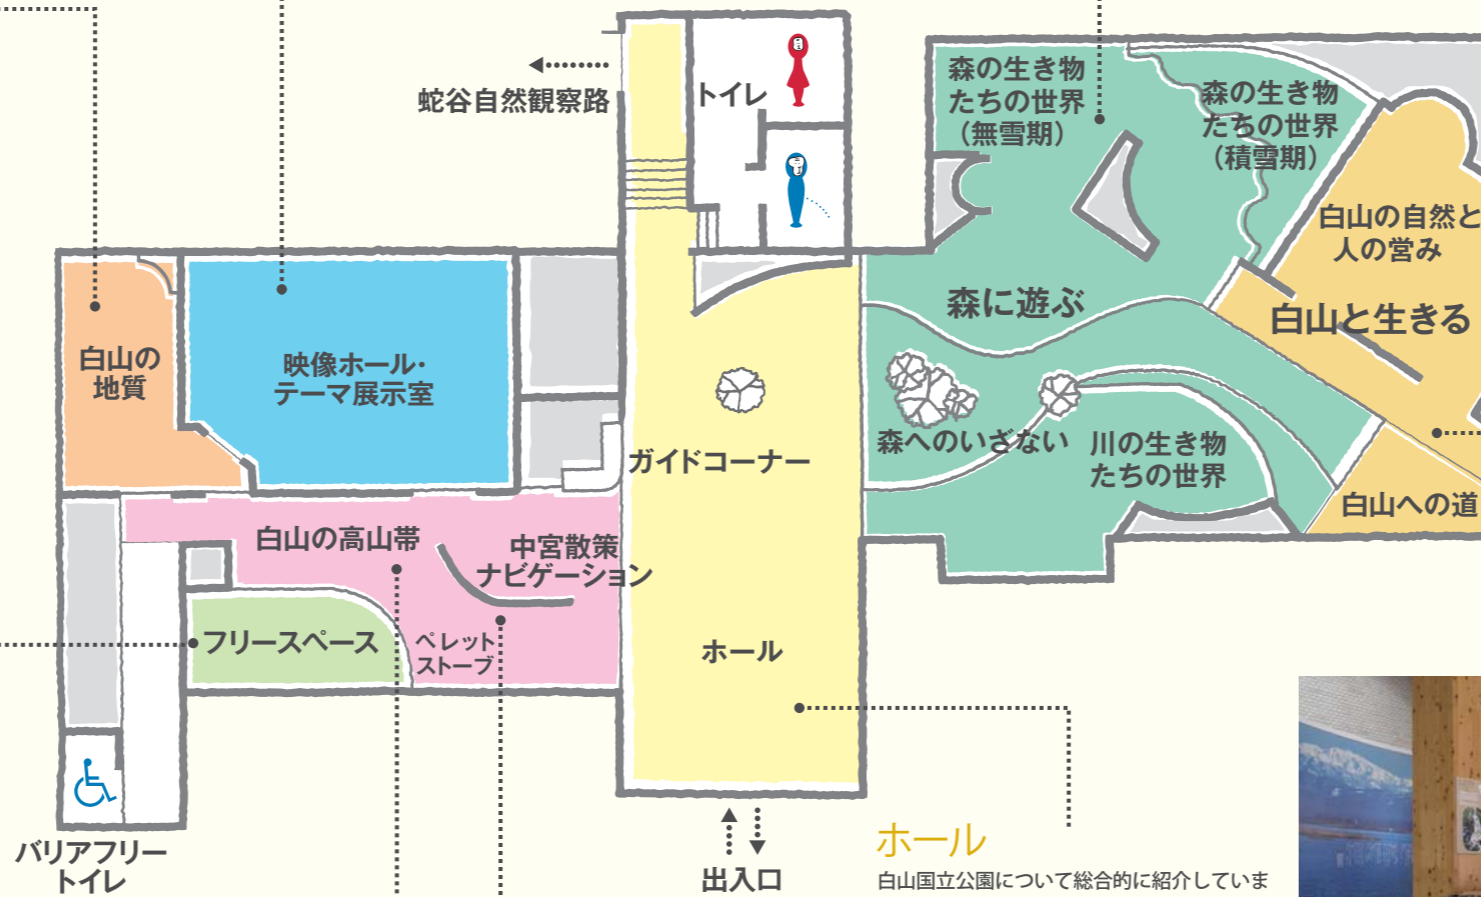 蛇谷自然観察路
トイレ
森の生き物
たちの世界
（無雪期）
森の生き物
たちの世界
（積雪期）
白山の自然と
人の営み
森に遊ぶ
白山と生きる
白山の
地質
映像ホール・
テーマ展示室
ガイドコーナー
森へのいざない
川の生き物
たちの世界
白山への道
白山の高山帯
中宮散策
ナビゲーション
フリースペース
ペレット
ストーブ
ホール
バリアフリー
トイレ
出入口
ホール
白山国立公園について総合的に紹介していま